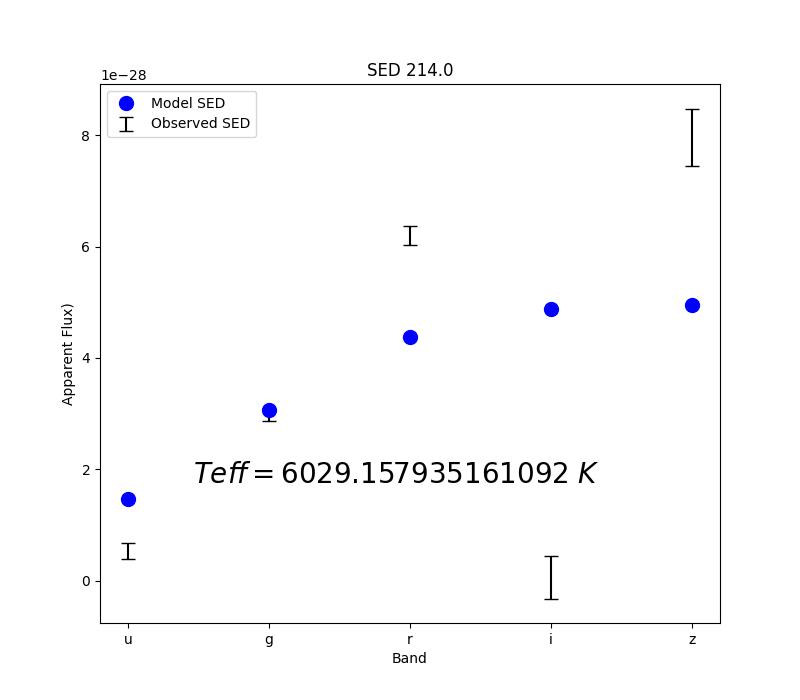 SED 214.0
1e−28
Model SED
Observed SED
8
6
4
2
0
Apparent Flux)
Teff = 6029.157935161092 K
u g r i z
Band